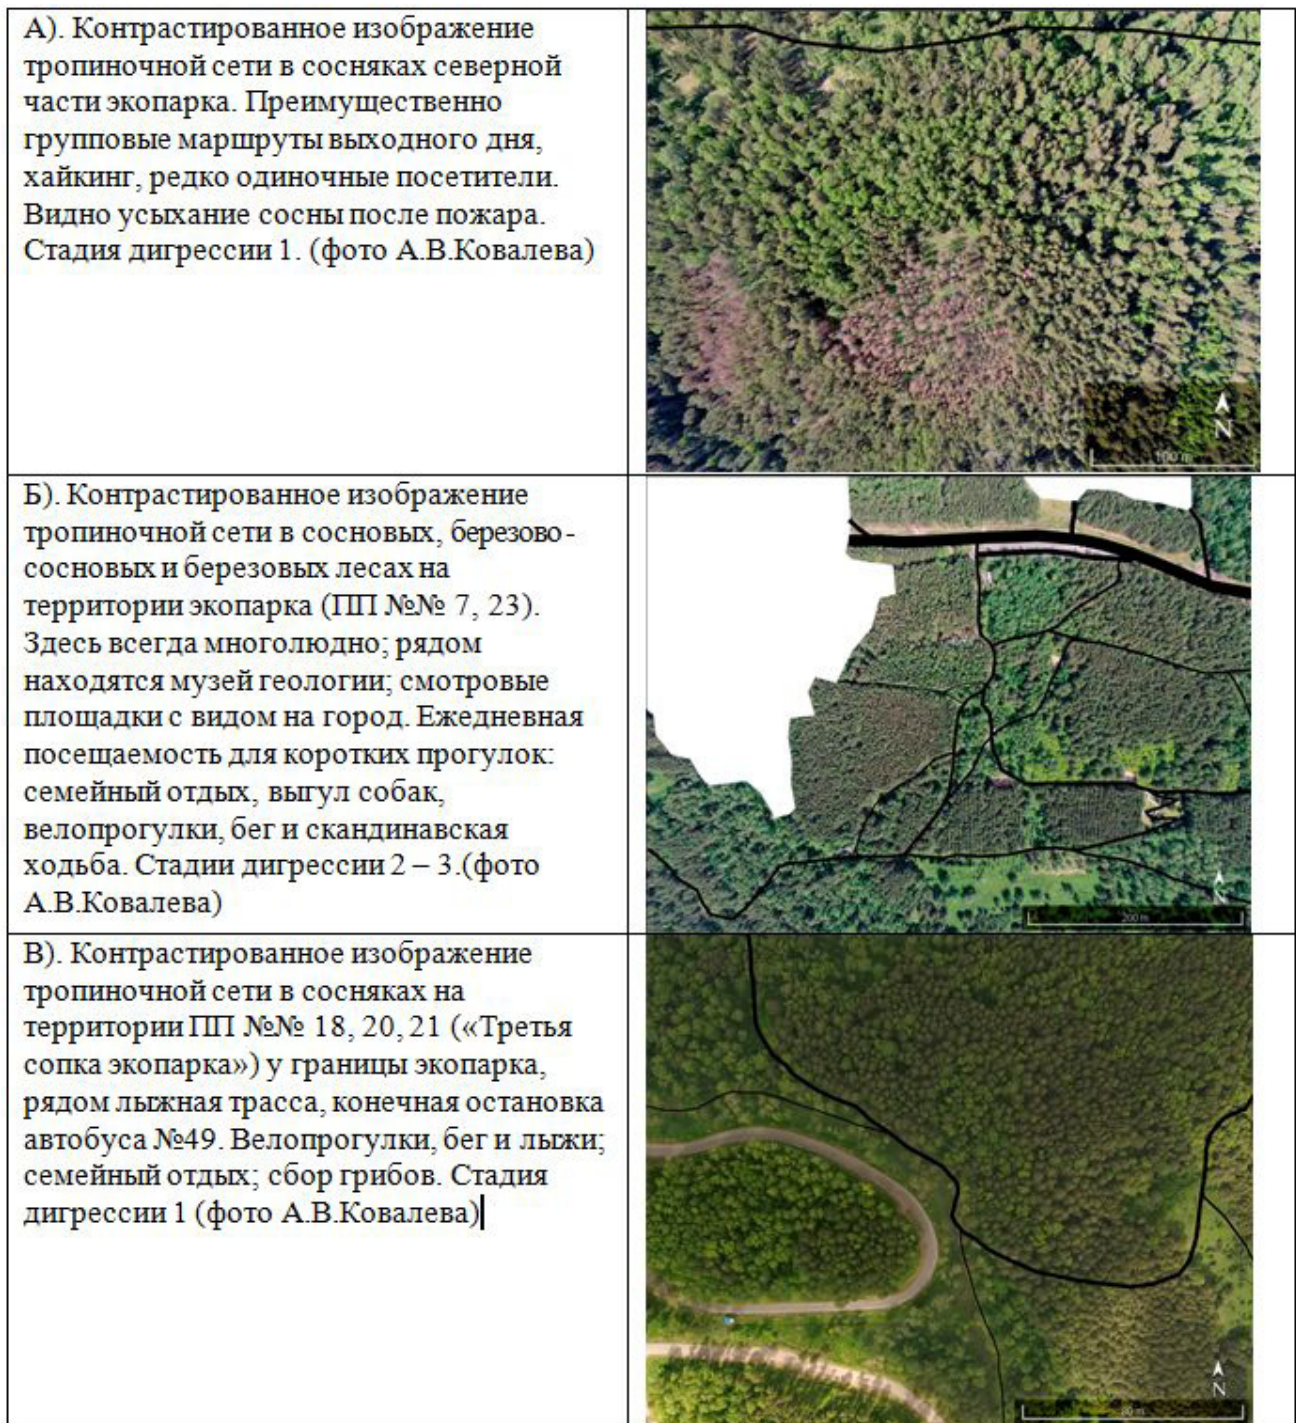 А). Контрастированное изображение
тропиночной сети в сосняках северной
части экопарка. Преимущественно
групповые маршруты выходного дня,
хайкинг, редко одиночные посетители.
Видно усыхание сосны после пожара.
Стадия дигрессии 1. (фото А.В.Ковалева)
N
100 m
Б). Контрастированное изображение
тропиночной сети в сосновых, березово-
сосновых и березовых лесах на
территории экопарка (ПП №№ 7, 23).
Здесь всегда многолюдно; рядом
находятся музей геологии; смотровые
площадки с видом на город. Ежедневная
посещаемость для коротких прогулок:
семейный отдых, выгул собак,
велопрогулки, бег и скандинавская
ходьба. Стадии дигрессии 2 – 3.(фото
А.В.Ковалева)
N
200 m
В). Контрастированное изображение
тропиночной сети в сосняках на
территории ПП №№ 18, 20, 21 («Третья
сопка экопарка») у границы экопарка,
рядом лыжная трасса, конечная остановка
автобуса №49. Велопрогулки, бег и лыжи;
семейный отдых; сбор грибов. Стадия
дигрессии 1 (фото А.В.Ковалева)
N